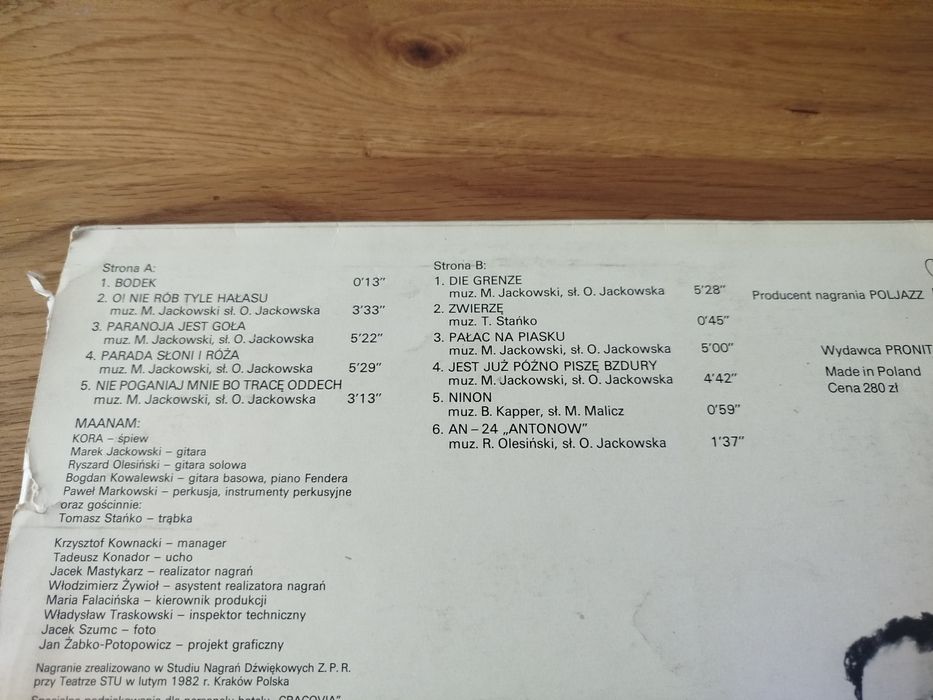 Strona A:
1. BODEK 0'13"
2. O! NIE RÓB TYLE HAŁASU
muz. M. Jackowski sł. O. Jackowska 3'33"
3. PARANOJA JEST GOŁA
muz. M. Jackowski, sł. O. Jackowska 5'22"
4. PARADA SŁONI I RÓŻA
muz. M. Jackowski, sł. O. Jackowska 5'29"
5. NIE POGANIAJ MNIE BO TRACĘ ODDECH
muz. M. Jackowski, sł. O. Jackowska 3'13"
MAANAM:
KORA – śpiew
Marek Jackowski – gitara
Ryszard Olesiński – gitara solowa
Bogdan Kowalewski – gitara basowa, piano Fendera
Paweł Markowski – perkusja, instrumenty perkusyjne
oraz gościnnie:
Tomasz Stańko – trąbka
Krzysztof Kownacki – manager
Tadeusz Konador – ucho
Jacek Mastykarz – realizator nagrań
Włodzimierz Żywioł – asystent realizatora nagrań
Maria Falacińska – kierownik produkcji
Władysław Traskowski – inspektor techniczny
Jacek Szumc – foto
Jan Żabko-Potopowicz – projekt graficzny
Nagranie zrealizowano w Studiu Nagrań Dźwiękowych Z. P. R.
przy Teatrze STU w lutym 1982 r. Kraków Polska
Specjalne podziękowania dla personelu hotelu „CRACOVIA"
Strona B:
1. DIE GRENZE
muz. M. Jackowski, sł. O. Jackowska 5'28"
2. ZWIERZĘ
muz. T. Stańko 0'45"
3. PAŁAC NA PIASKU
muz. M. Jackowski, sł. O. Jackowska 5'00"
4. JEST JUŻ PÓŹNO PISZĘ BZDURY
muz. M. Jackowski, sł. O. Jackowska 4'42"
5. NINON
muz. B. Kapper, sł. M. Malicz 0'59"
6. AN – 24 „ANTONOW"
muz. R. Olesiński, sł. O. Jackowska 1'37"
Producent nagrania POLJAZZ
Wydawca PRONIT
Made in Poland
Cena 280 zł